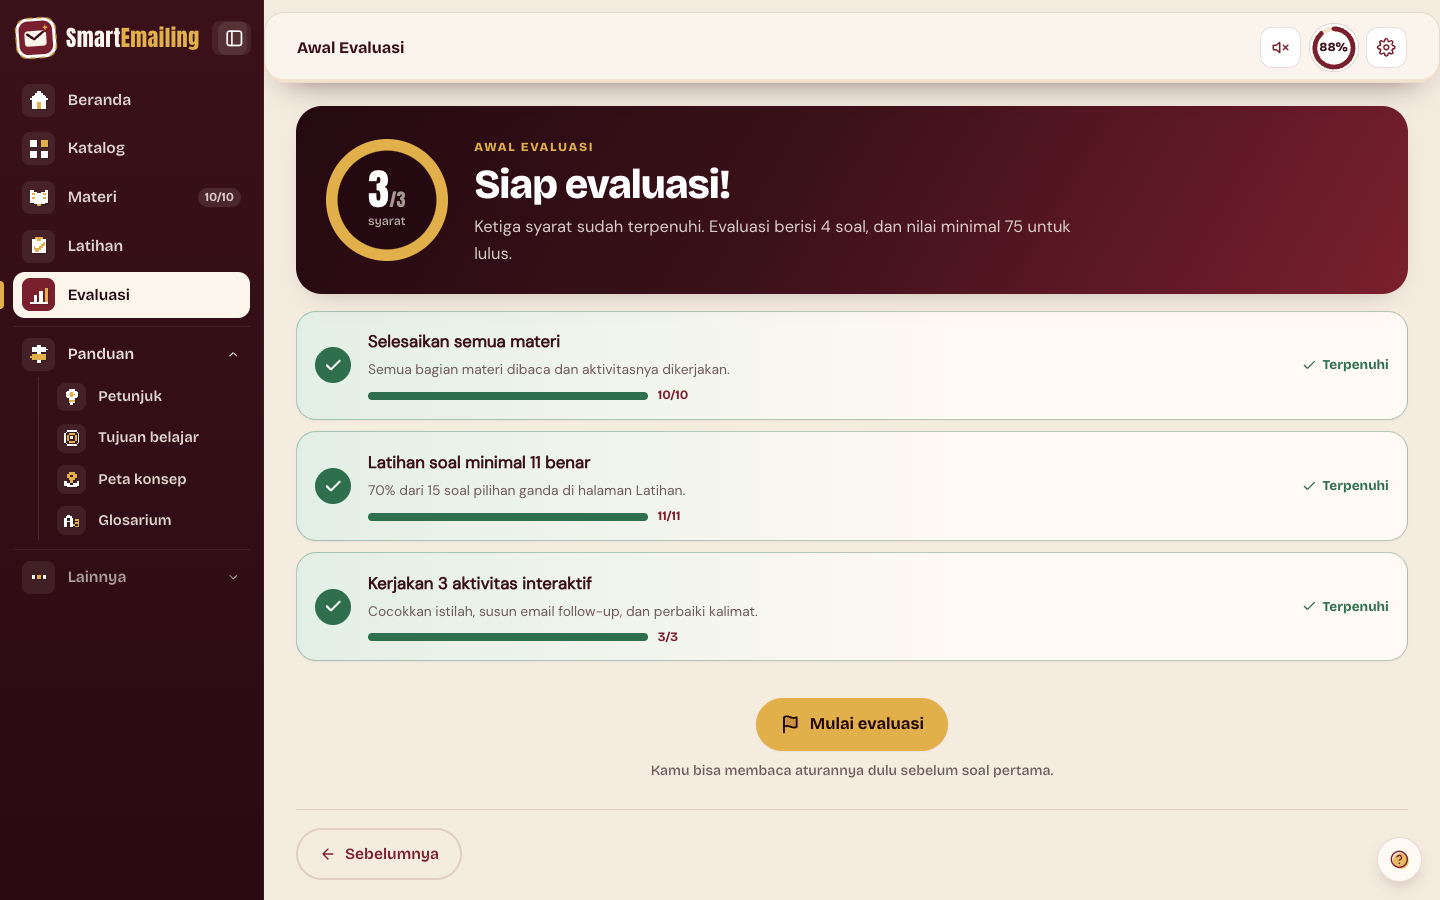 SmartEmailing
Beranda
Katalog
Materi 10/10
Latihan
Evaluasi
Panduan
Petunjuk
Tujuan belajar
Peta konsep
Glosarium
Lainnya
Awal Evaluasi
88%
3/3
syarat
AWAL EVALUASI
Siap evaluasi!
Ketiga syarat sudah terpenuhi. Evaluasi berisi 4 soal, dan nilai minimal 75 untuk
lulus.
Selesaikan semua materi
Semua bagian materi dibaca dan aktivitasnya dikerjakan.
10/10
Terpenuhi
Latihan soal minimal 11 benar
70% dari 15 soal pilihan ganda di halaman Latihan.
11/11
Terpenuhi
Kerjakan 3 aktivitas interaktif
Cocokkan istilah, susun email follow-up, dan perbaiki kalimat.
3/3
Terpenuhi
Mulai evaluasi
Kamu bisa membaca aturannya dulu sebelum soal pertama.
Sebelumnya